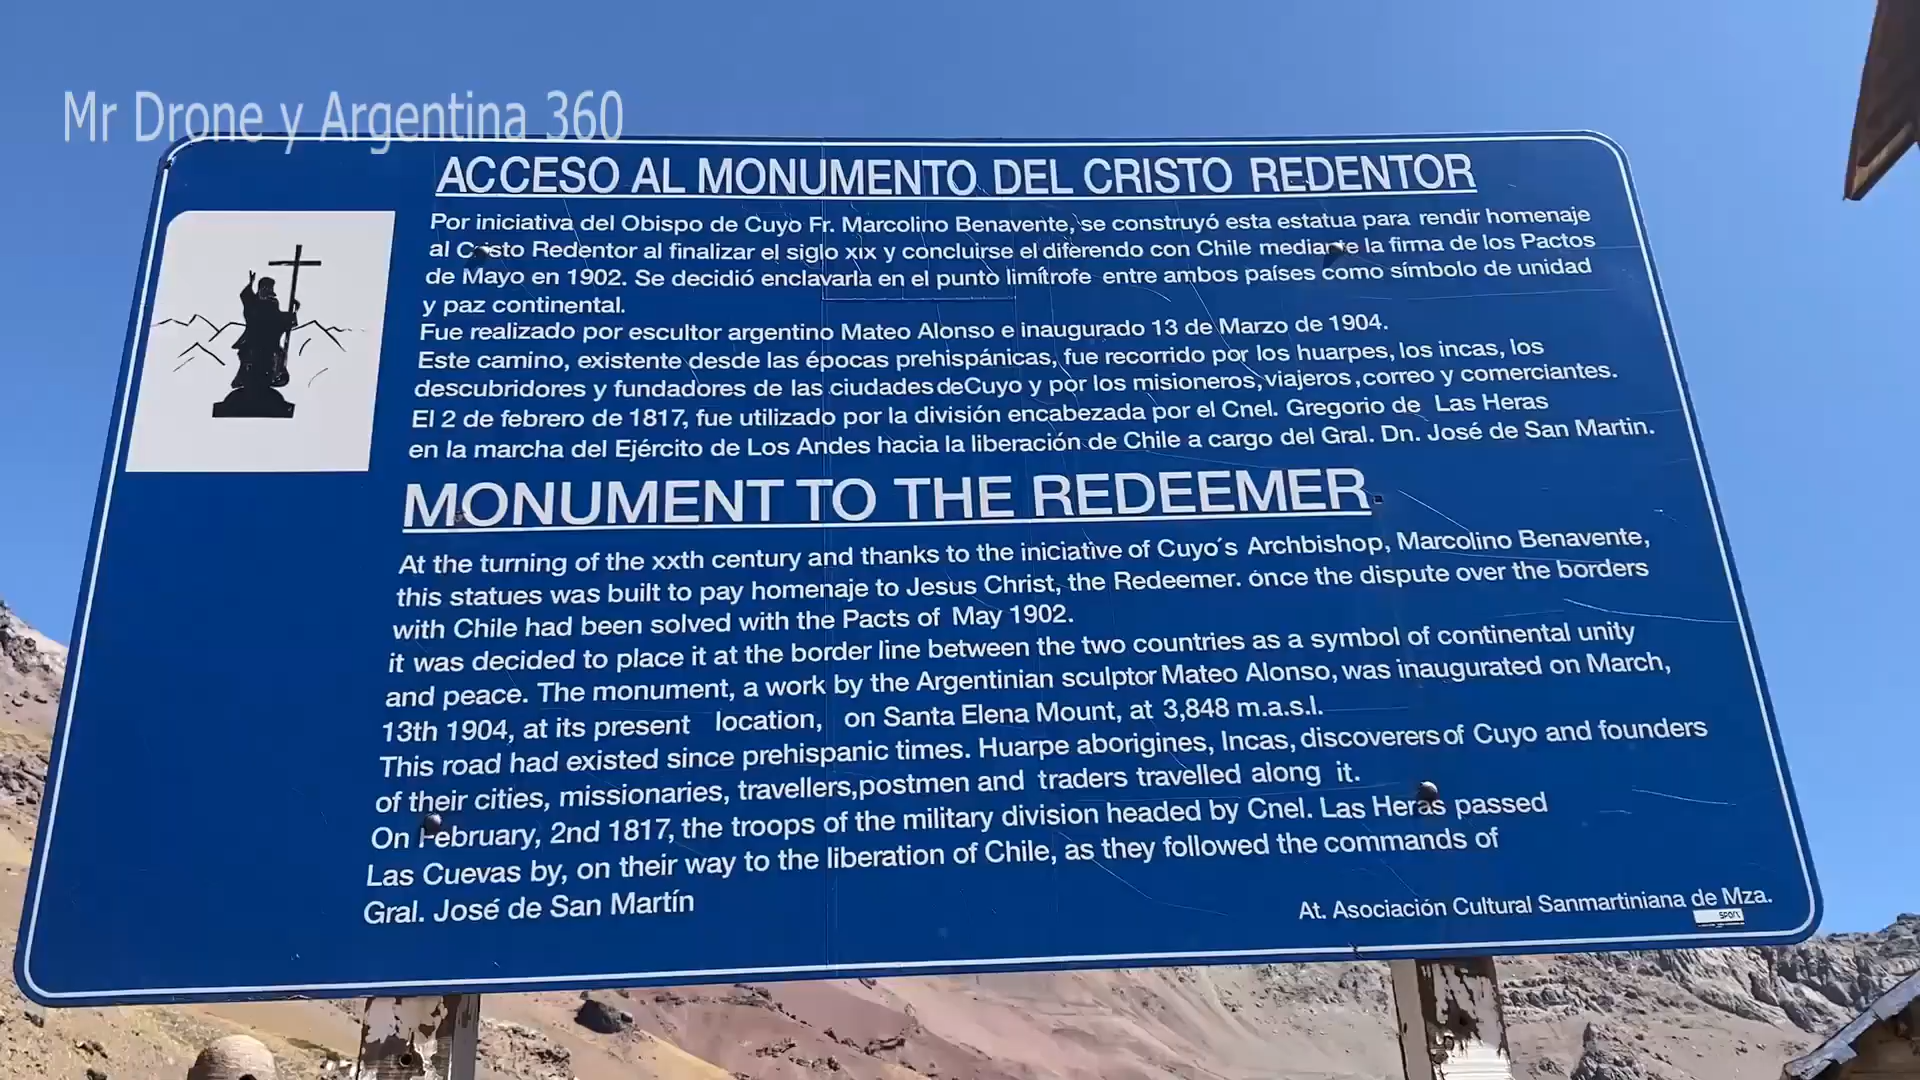 Mr Drone y Argentina 360
ACCESO AL MONUMENTO DEL CRISTO REDENTOR
Por iniciativa del Obispo de Cuyo Fr. Marcolino Benavente, se construyó esta estatua para rendir homenaje
al Cristo Redentor al finalizar el siglo xix y concluirse el diferendo con Chile mediante la firma de los Pactos
de Mayo en 1902. Se decidió enclavarla en el punto limítrofe entre ambos países como símbolo de unidad
y paz continental.
Fue realizado por escultor argentino Mateo Alonso e inaugurado 13 de Marzo de 1904.
Este camino, existente desde las épocas prehispánicas, fue recorrido por los huarpes, los incas, los
descubridores y fundadores de las ciudades de Cuyo y por los misioneros, viajeros, correo y comerciantes.
El 2 de febrero de 1817, fue utilizado por la división encabezada por el Cnel. Gregorio de Las Heras
en la marcha del Ejército de Los Andes hacia la liberación de Chile a cargo del Gral. Dn. José de San Martin.
MONUMENT TO THE REDEEMER
At the turning of the xxth century and thanks to the iniciative of Cuyo´s Archbishop, Marcolino Benavente,
this statues was built to pay homenaje to Jesus Christ, the Redeemer. once the dispute over the borders
with Chile had been solved with the Pacts of May 1902.
it was decided to place it at the border line between the two countries as a symbol of continental unity
and peace. The monument, a work by the Argentinian sculptor Mateo Alonso, was inaugurated on March,
13th 1904, at its present location, on Santa Elena Mount, at 3,848 m.a.s.l.
This road had existed since prehispanic times. Huarpe aborigines, Incas, discoverers of Cuyo and founders
of their cities, missionaries, travellers, postmen and traders travelled along it.
On February, 2nd 1817, the troops of the military division headed by Cnel. Las Heras passed
Las Cuevas by, on their way to the liberation of Chile, as they followed the commands of
Gral. José de San Martín
At. Asociación Cultural Sanmartiniana de Mza.